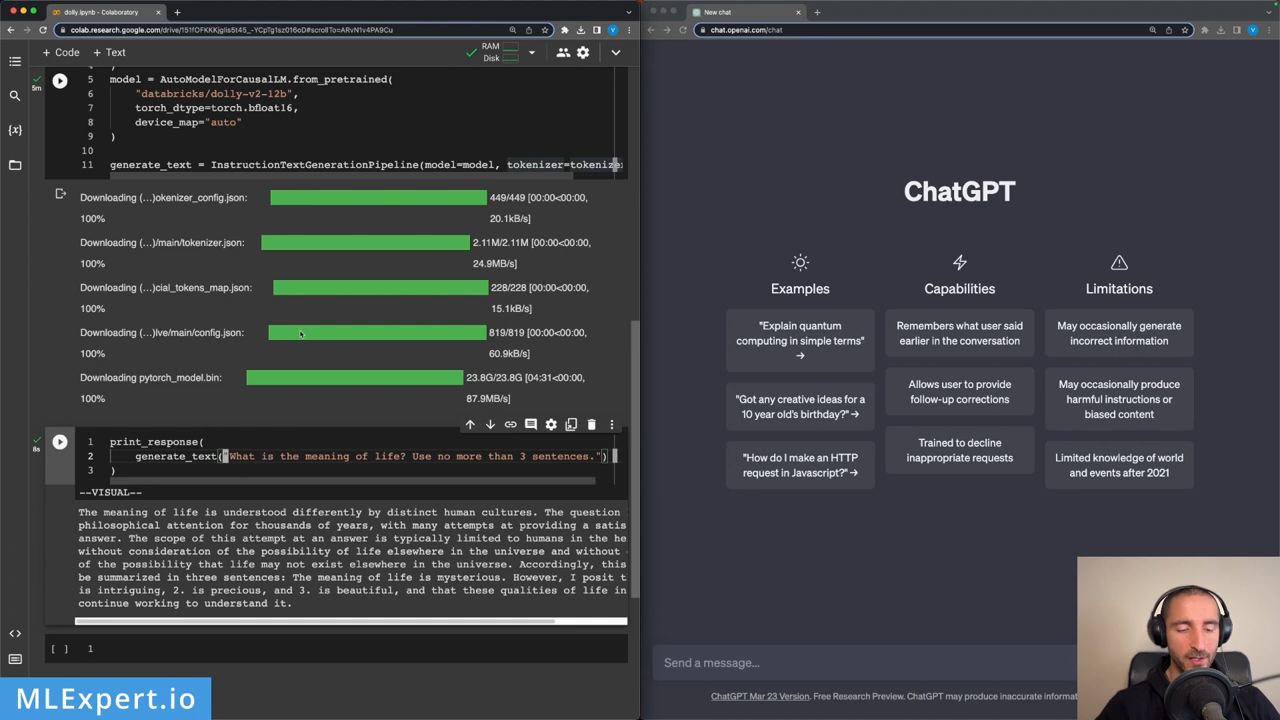 dolly.ipynb - Colaboratory
New chat
colab.research.google.com/drive/
chat.openai.com/chat
+ Code + Text
RAM
Disk
5m
5 model = AutoModelForCausalLM.from_pretrained(
6 "databricks/dolly-v2-12b",
7 torch_dtype=torch.bfloat16,
8 device_map="auto"
9 )
10
11 generate_text = InstructionTextGenerationPipeline(model=model, tokenizer=tokenize
Downloading (…)okenizer_config.json: 449/449 [00:00<00:00,
100% 20.1kB/s]
Downloading (…)/main/tokenizer.json: 2.11M/2.11M [00:00<00:00,
100% 24.9MB/s]
Downloading (…)cial_tokens_map.json: 228/228 [00:00<00:00,
100% 15.1kB/s]
Downloading (…)lve/main/config.json: 819/819 [00:00<00:00,
100% 60.9kB/s]
Downloading pytorch_model.bin: 23.8G/23.8G [04:31<00:00,
100% 87.9MB/s]
8s
1 print_response(
2 generate_text("What is the meaning of life? Use no more than 3 sentences.")
3 )
--VISUAL--
The meaning of life is understood differently by distinct human cultures. The question
philosophical attention for thousands of years, with many attempts at providing a satis
answer. The scope of this attempt at an answer is typically limited to humans in the he
without consideration of the possibility of life elsewhere in the universe and without
of the possibility that life may not exist elsewhere in the universe. Accordingly, this
be summarized in three sentences: The meaning of life is mysterious. However, I posit t
is intriguing, 2. is precious, and 3. is beautiful, and that these qualities of life in
continue working to understand it.
[ ] 1
MLExpert.io
ChatGPT
Examples
"Explain quantum
computing in simple terms"
→
"Got any creative ideas for a
10 year old's birthday?" →
"How do I make an HTTP
request in Javascript?" →
Capabilities
Remembers what user said
earlier in the conversation
Allows user to provide
follow-up corrections
Trained to decline
inappropriate requests
Limitations
May occasionally generate
incorrect information
May occasionally produce
harmful instructions or
biased content
Limited knowledge of world
and events after 2021
Send a message...
ChatGPT Mar 23 Version. Free Research Preview. ChatGPT may produce inaccurate informat